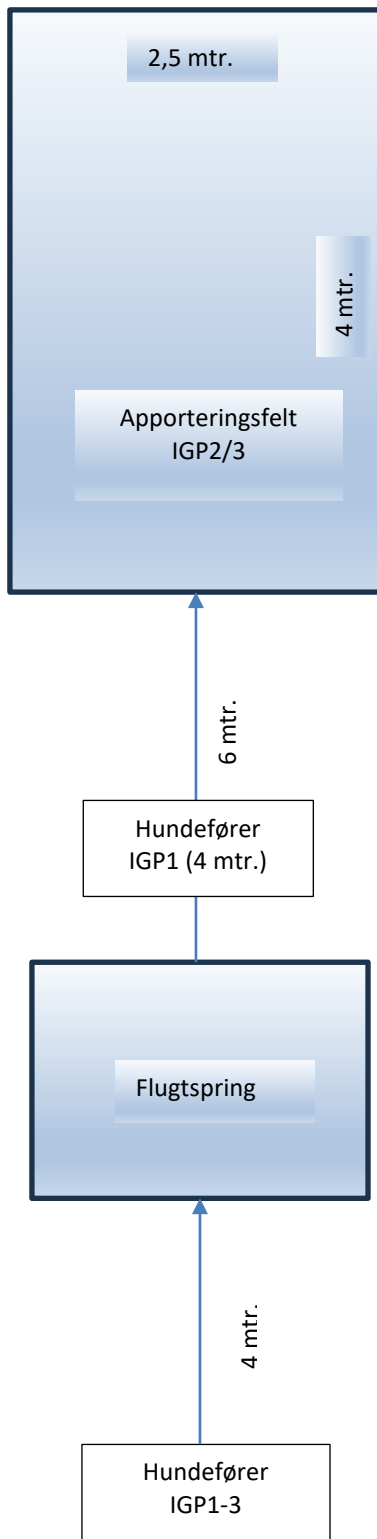 2,5 mtr.
4 mtr.
Apporteringsfelt
IGP2/3
6 mtr.
Hundefører
IGP1 (4 mtr.)
Flugtspring
4 mtr.
Hundefører
IGP1-3